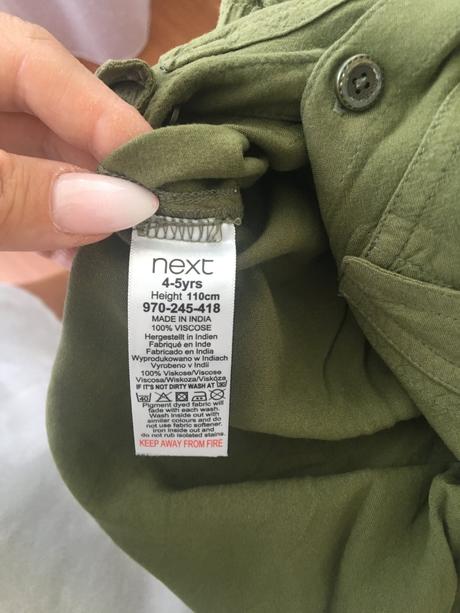 next
4-5yrs
Height 110cm
970-245-418
MADE IN INDIA
100% VISCOSE
Hergestellt in Indien
Fabriqué en Inde
Fabricado en India
Wyprodukowano w Indiach
Vyrobeno v Indii
100% Viskose/Viscose
Viscosa/Wiskoza/Viskóza
IF IT'S NOT DIRTY WASH AT 30
40
Pigment dyed fabric will
fade with each wash.
Wash inside out with
similar colours and do
not use fabric softener.
Iron inside out and
do not rub isolated stains.
KEEP AWAY FROM FIRE